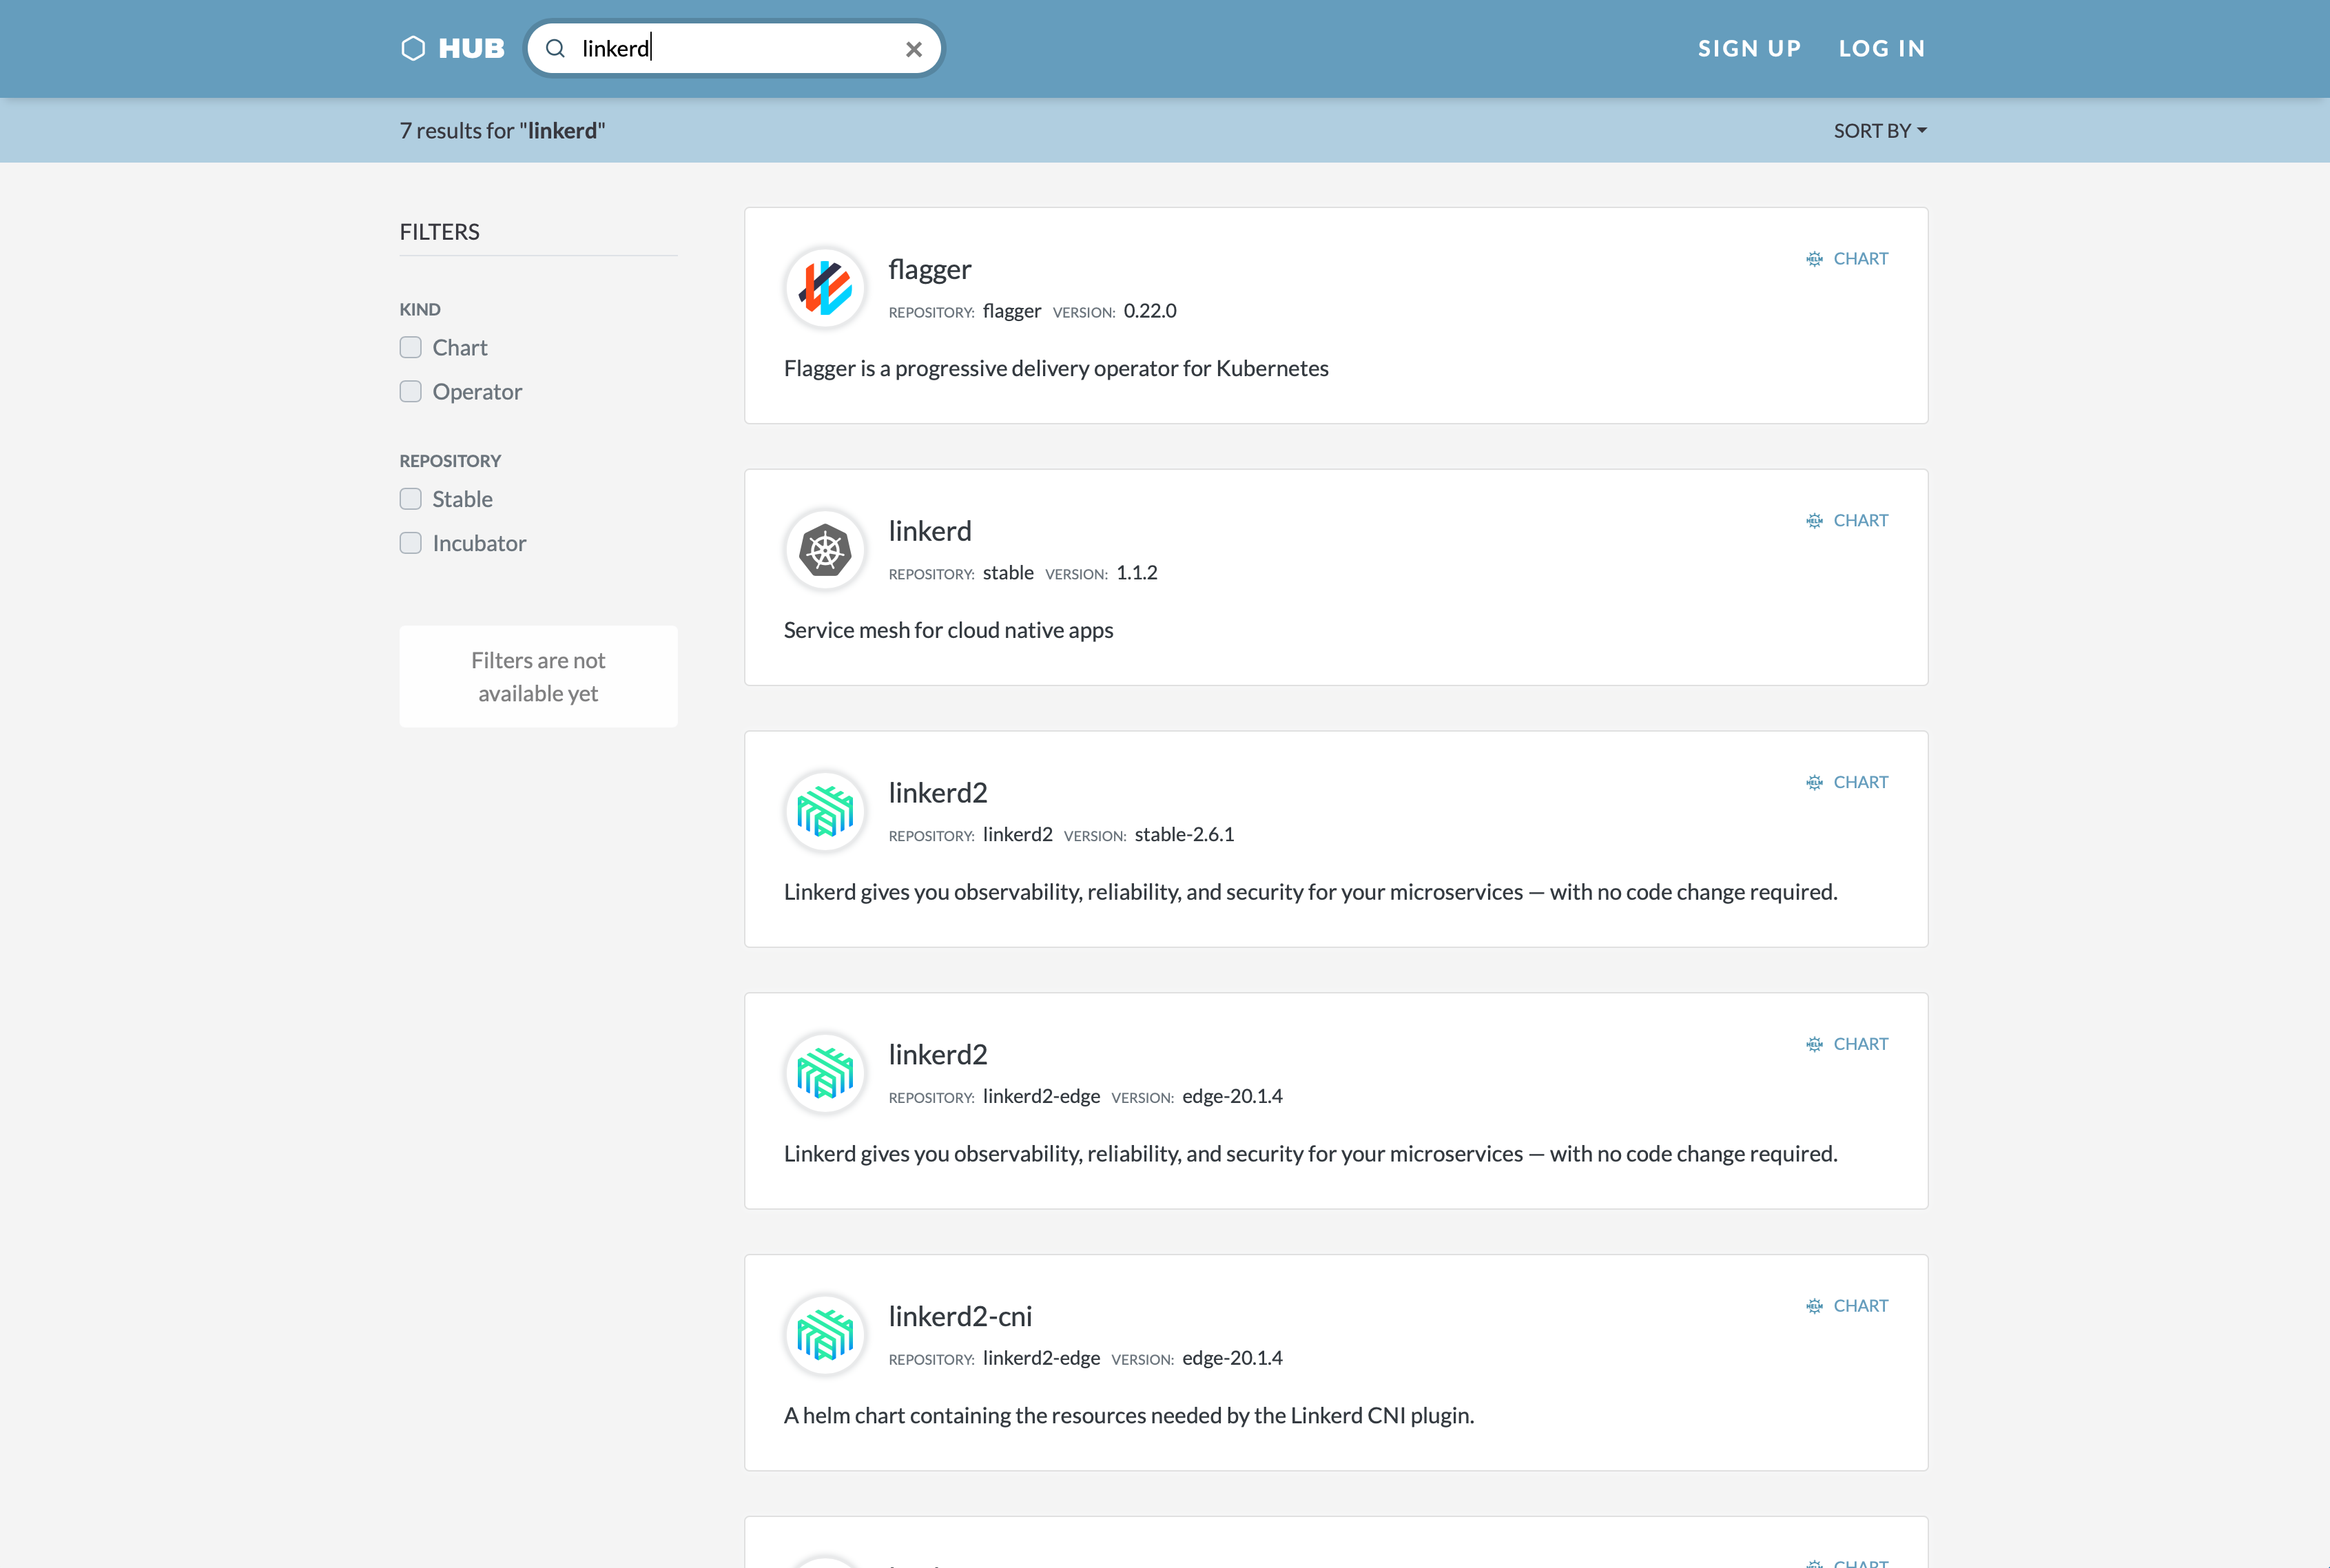 HUB
linkerd
SIGN UP
LOG IN
7 results for "linkerd"
SORT BY
FILTERS
KIND
Chart
Operator
REPOSITORY
Stable
Incubator
Filters are not
available yet
flagger
HELM CHART
REPOSITORY: flagger VERSION: 0.22.0
Flagger is a progressive delivery operator for Kubernetes
linkerd
HELM CHART
REPOSITORY: stable VERSION: 1.1.2
Service mesh for cloud native apps
linkerd2
HELM CHART
REPOSITORY: linkerd2 VERSION: stable-2.6.1
Linkerd gives you observability, reliability, and security for your microservices — with no code change required.
linkerd2
HELM CHART
REPOSITORY: linkerd2-edge VERSION: edge-20.1.4
Linkerd gives you observability, reliability, and security for your microservices — with no code change required.
linkerd2-cni
HELM CHART
REPOSITORY: linkerd2-edge VERSION: edge-20.1.4
A helm chart containing the resources needed by the Linkerd CNI plugin.
CHART